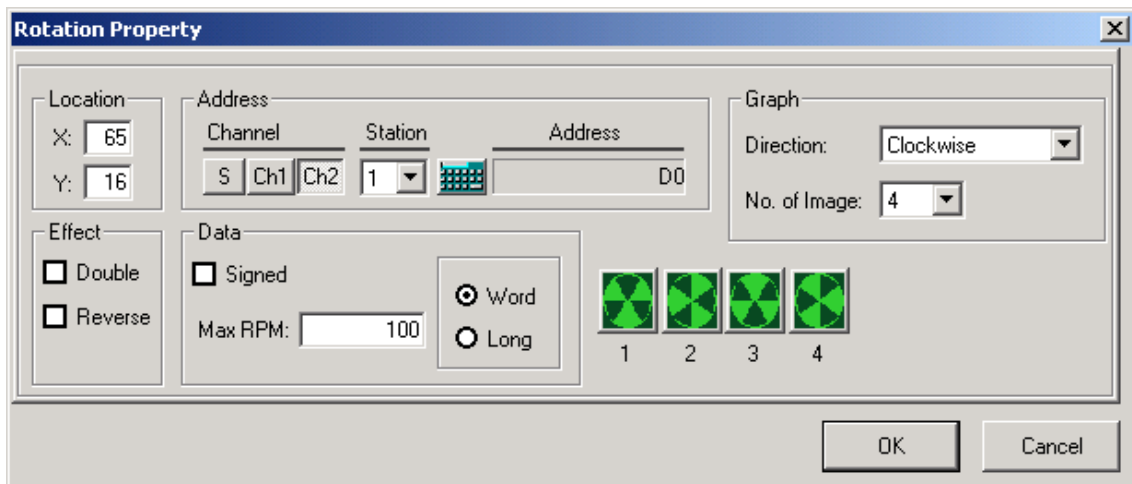 Rotation Property
Location
X: 65
Y: 16
Address
Channel Station Address
S Ch1 Ch2 1 D0
Graph
Direction: Clockwise
No. of Image: 4
Effect
Double
Reverse
Data
Signed
Max RPM: 100
Word
Long
1 2 3 4
OK Cancel